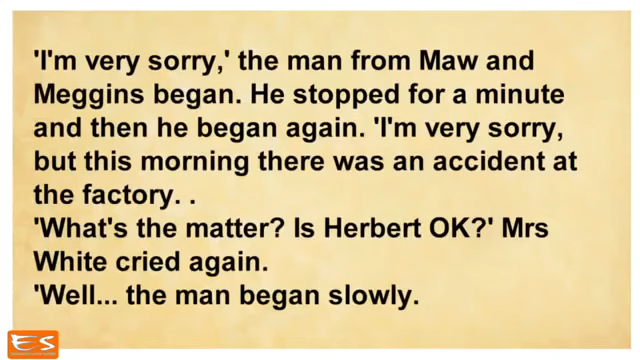 'I'm very sorry,' the man from Maw and
Meggins began. He stopped for a minute
and then he began again. 'I'm very sorry,
but this morning there was an accident at
the factory. .
'What's the matter? Is Herbert OK?' Mrs
White cried again.
'Well... the man began slowly.
ES